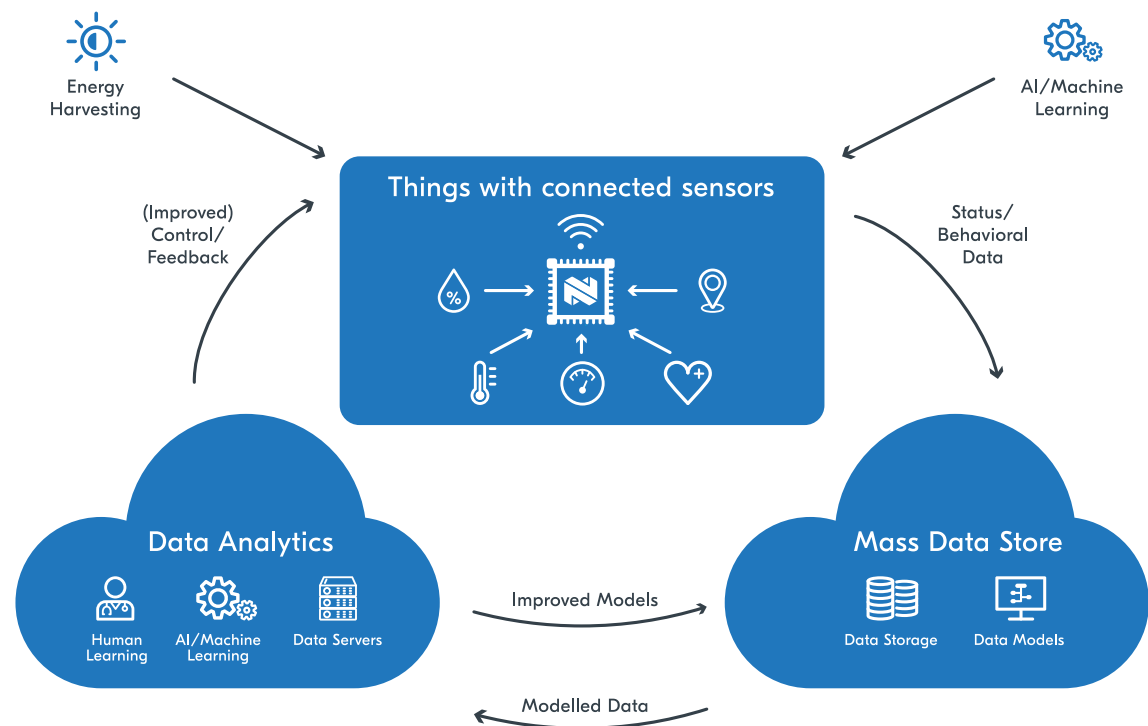 Energy
Harvesting
AI/Machine
Learning
Things with connected sensors
(Improved)
Control/
Feedback
Status/
Behavioral
Data
%
Data Analytics
Human
Learning
AI/Machine
Learning
Data Servers
Mass Data Store
Data Storage
Data Models
Improved Models
Modelled Data